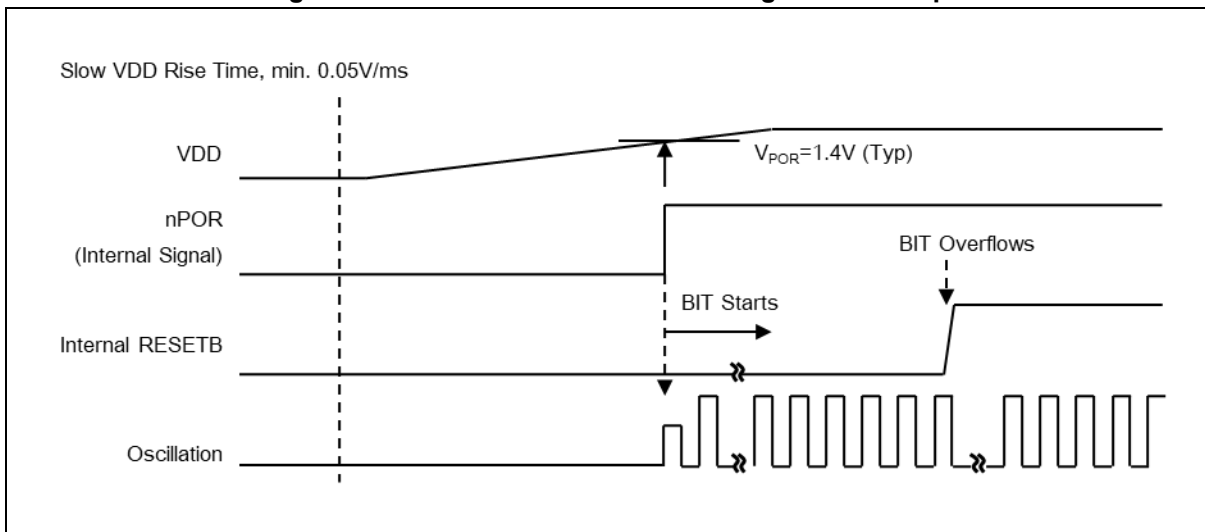 Slow VDD Rise Time, min. 0.05V/ms
VDD
VPOR=1.4V (Typ)
nPOR
(Internal Signal)
BIT Overflows
BIT Starts
Internal RESETB
Oscillation